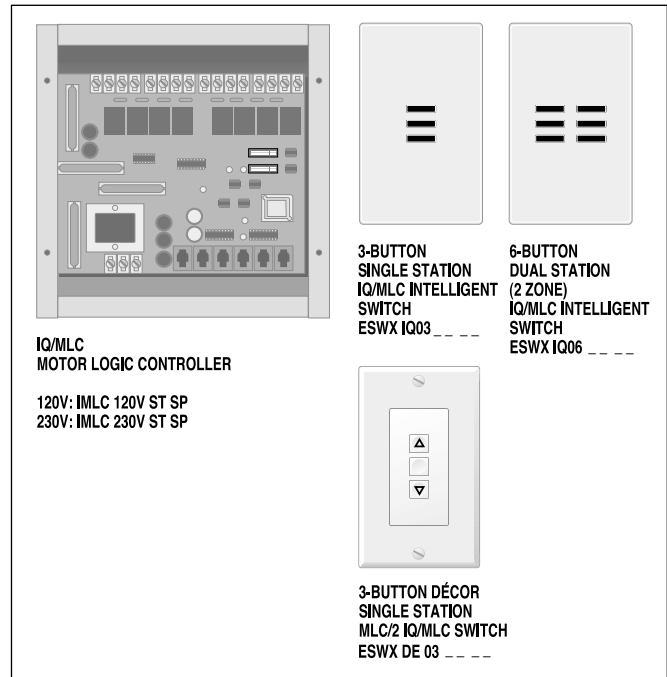 IQ/MLC
MOTOR LOGIC CONTROLLER
120V: IMLC 120V ST SP
230V: IMLC 230V ST SP
3-BUTTON
SINGLE STATION
IQ/MLC INTELLIGENT
SWITCH
ESWX IQ03 _ _ _ _
6-BUTTON
DUAL STATION
(2 ZONE)
IQ/MLC INTELLIGENT
SWITCH
ESWX IQ06 _ _ _ _
3-BUTTON DÉCOR
SINGLE STATION
MLC/2 IQ/MLC SWITCH
ESWX DE 03 _ _ _ _